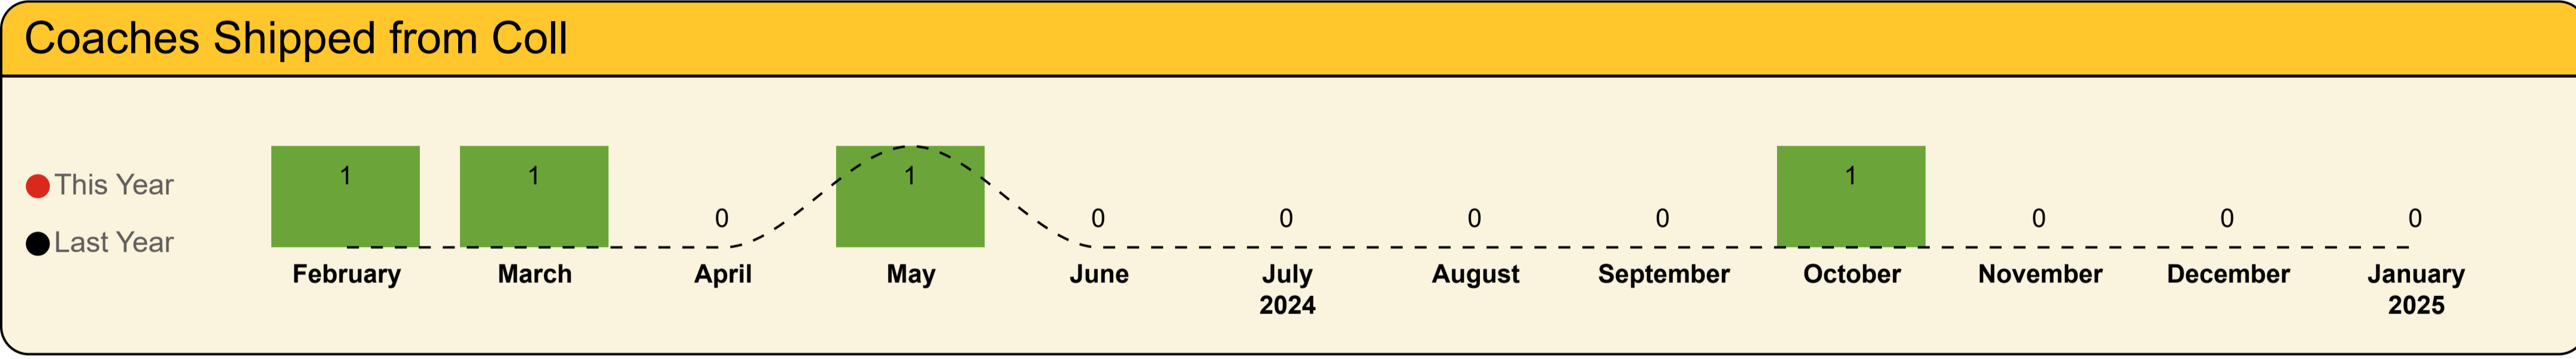 Coaches Shipped from Coll
This Year
Last Year
1 1 0 1 0 0 0 0 1 0 0 0
February March April May June July August September October November December January
2024 2025